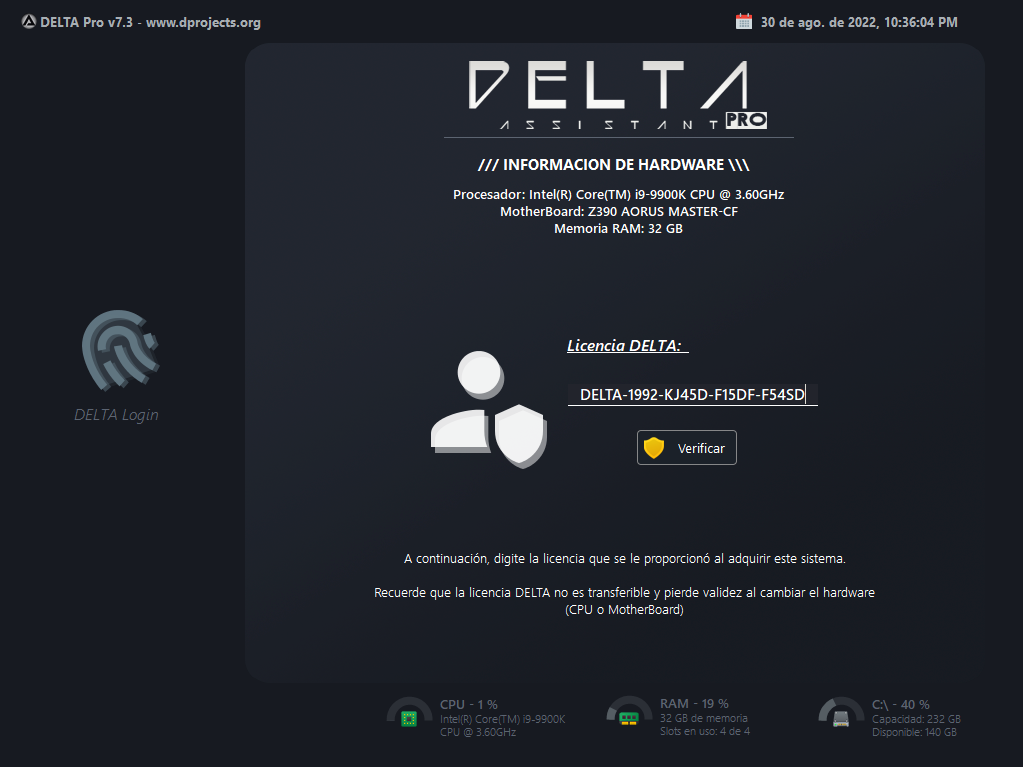 DELTA Pro v7.3 - www.dprojects.org
30 de ago. de 2022, 10:36:04 PM
DELTA
ASSISTANT PRO
/// INFORMACION DE HARDWARE \\\
Procesador: Intel(R) Core(TM) i9-9900K CPU @ 3.60GHz
MotherBoard: Z390 AORUS MASTER-CF
Memoria RAM: 32 GB
DELTA Login
Licencia DELTA:
DELTA-1992-KJ45D-F15DF-F54SD
Verificar
A continuación, digite la licencia que se le proporcionó al adquirir este sistema.
Recuerde que la licencia DELTA no es transferible y pierde validez al cambiar el hardware
(CPU o MotherBoard)
CPU - 1 %
Intel(R) Core(TM) i9-9900K
CPU @ 3.60GHz
RAM - 19 %
32 GB de memoria
Slots en uso: 4 de 4
C:\ - 40 %
Capacidad: 232 GB
Disponible: 140 GB